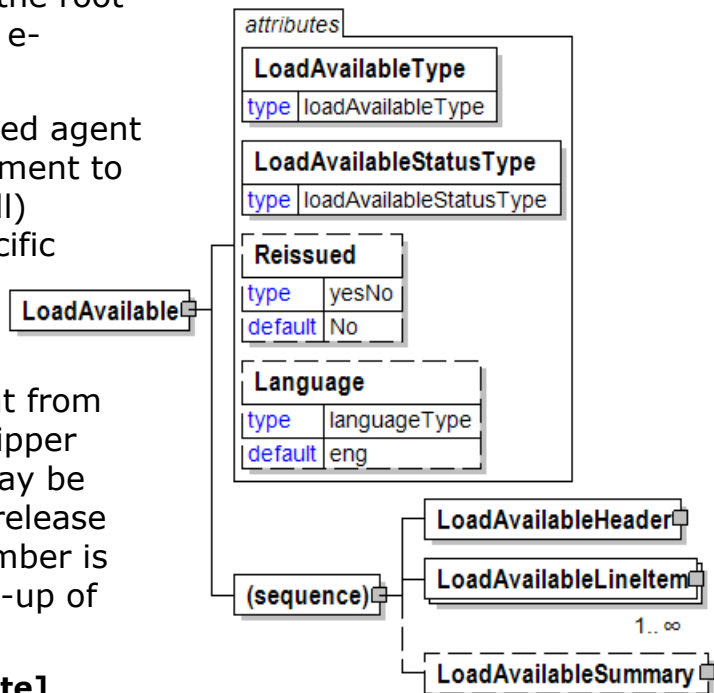 the root
e-
ed agent
ment to
ll)
cific
t from
ipper
ay be
release
mber is
-up of
te]
attributes
LoadAvailableType
type loadAvailableType
LoadAvailableStatusType
type loadAvailableStatusType
Reissued
type yesNo
default No
Language
type languageType
default eng
LoadAvailable
(sequence)
LoadAvailableHeader
LoadAvailableLineItem
1.. ∞
LoadAvailableSummary